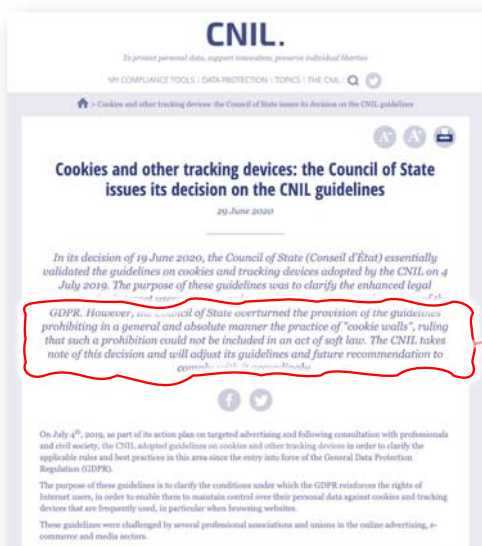 CNIL.
To protect personal data, support innovation, preserve individual liberties
MY COMPLIANCE TOOLS | DATA PROTECTION | TOPICS | THE CNIL |
> Cookies and other tracking devices: the Council of State issues its decision on the CNIL guidelines
A- A+
Cookies and other tracking devices: the Council of State
issues its decision on the CNIL guidelines
29 June 2020
In its decision of 19 June 2020, the Council of State (Conseil d'État) essentially
validated the guidelines on cookies and tracking devices adopted by the CNIL on 4
July 2019. The purpose of these guidelines was to clarify the enhanced legal
GDPR. However, the Council of State overturned the provision of the guidelines
prohibiting in a general and absolute manner the practice of "cookie walls", ruling
that such a prohibition could not be included in an act of soft law. The CNIL takes
note of this decision and will adjust its guidelines and future recommendation to
comply with it accordingly
On July 4th, 2019, as part of its action plan on targeted advertising and following consultation with professionals
and civil society, the CNIL adopted guidelines on cookies and other tracking devices in order to clarify the
applicable rules and best practices in this area since the entry into force of the General Data Protection
Regulation (GDPR).
The purpose of these guidelines is to clarify the conditions under which the GDPR reinforces the rights of
Internet users, in order to enable them to maintain control over their personal data against cookies and tracking
devices that are frequently used, in particular when browsing websites.
These guidelines were challenged by several professional associations and unions in the online advertising, e-
commerce and media sectors.